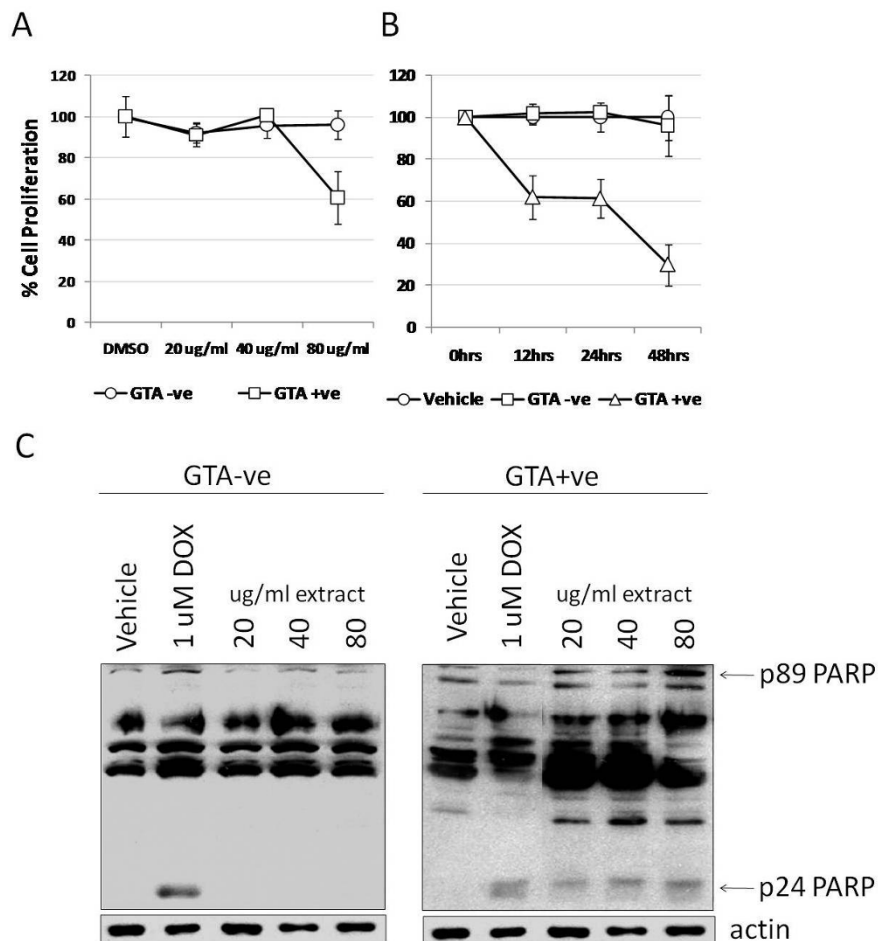 A
B
120
100
80
60
40
20
0
% Cell Proliferation
DMSO 20 ug/ml 40 ug/ml 80 ug/ml
GTA -ve GTA +ve
120
100
80
60
40
20
0
0hrs 12hrs 24hrs 48hrs
Vehicle GTA -ve GTA +ve
C
GTA-ve
Vehicle
1 uM DOX
ug/ml extract
20
40
80
GTA+ve
Vehicle
1 uM DOX
ug/ml extract
20
40
80
p89 PARP
p24 PARP
actin